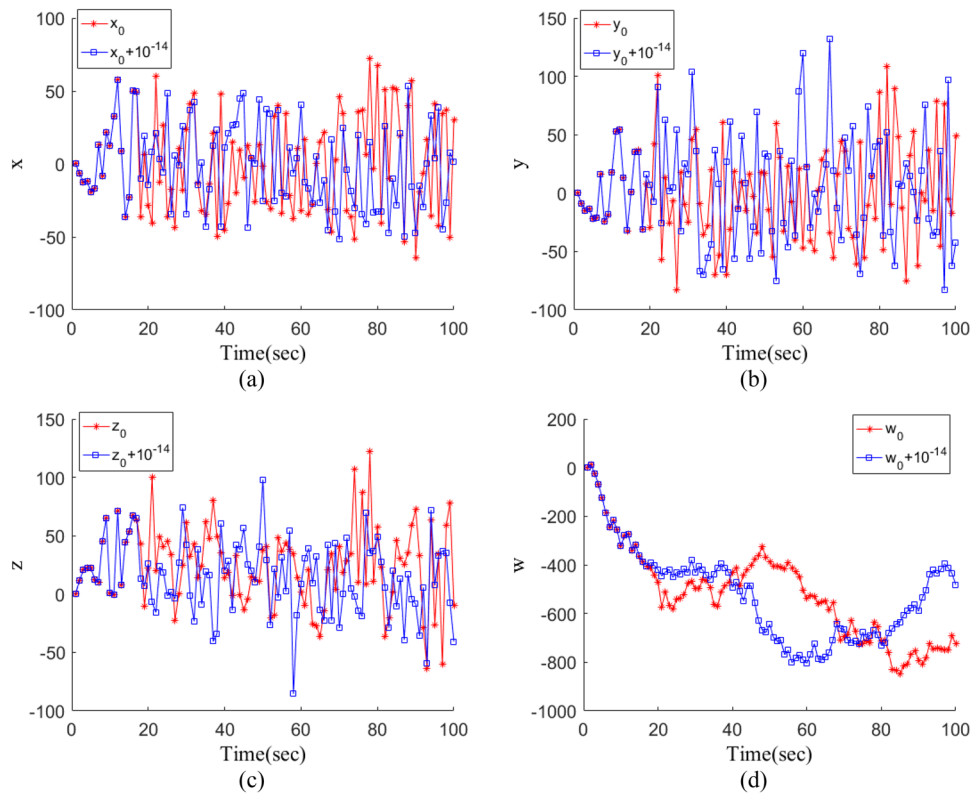 100
50
0
-50
-100
x
x0
x0+10-14
0 20 40 60 80 100
Time(sec)
(a)
150
100
50
0
-50
-100
y
y0
y0+10-14
0 20 40 60 80 100
Time(sec)
(b)
150
100
50
0
-50
-100
z
z0
z0+10-14
0 20 40 60 80 100
Time(sec)
(c)
200
0
-200
-400
-600
-800
-1000
w
w0
w0+10-14
0 20 40 60 80 100
Time(sec)
(d)